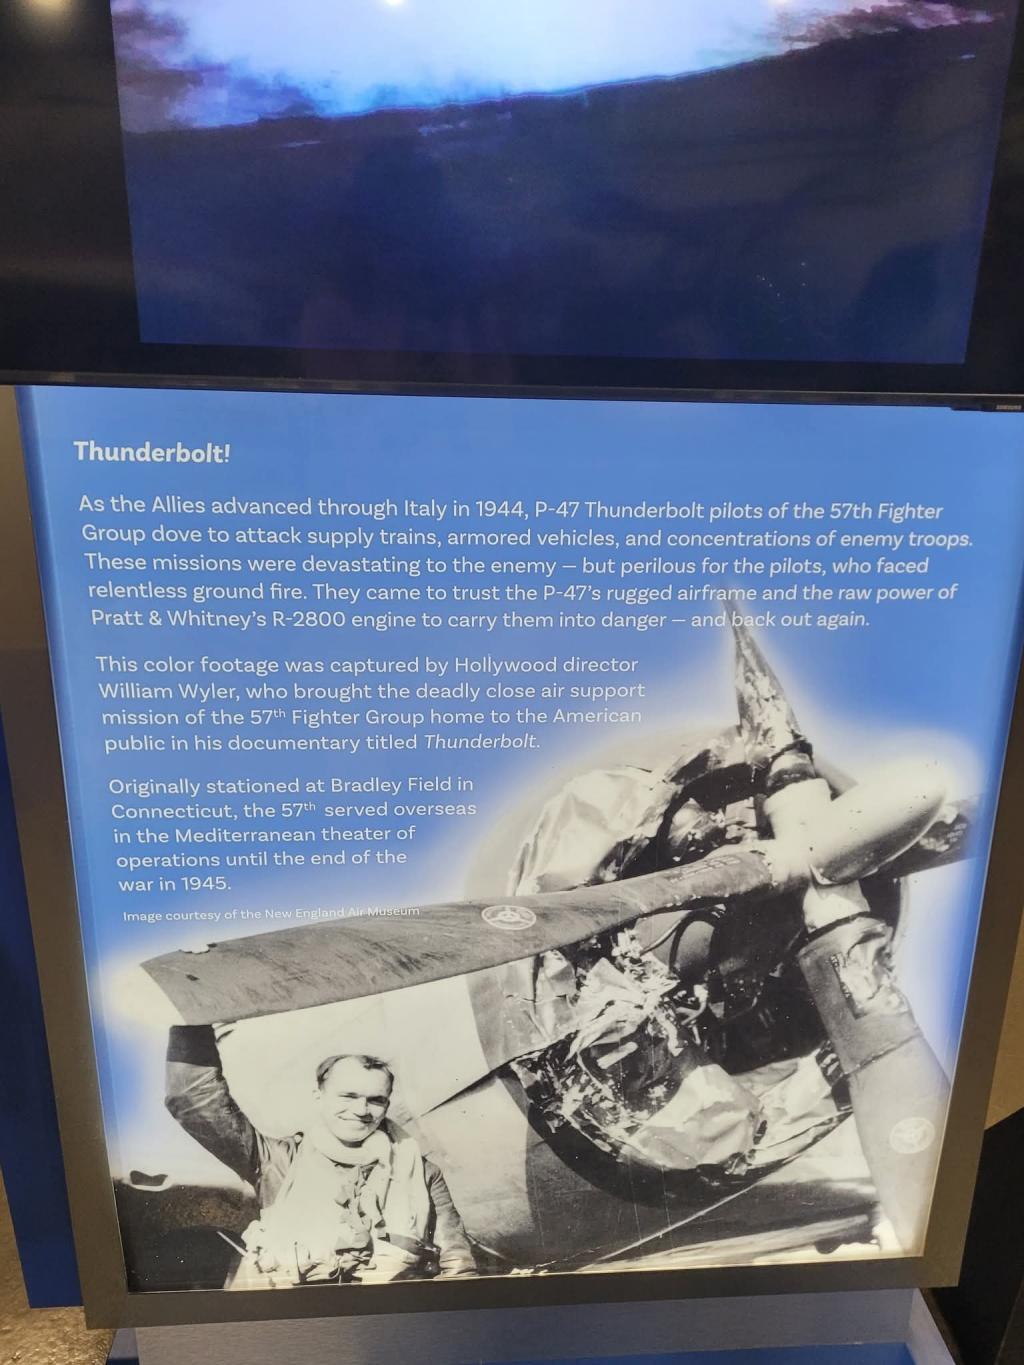 SAMSUNG
Thunderbolt!
As the Allies advanced through Italy in 1944, P-47 Thunderbolt pilots of the 57th Fighter
Group dove to attack supply trains, armored vehicles, and concentrations of enemy troops.
These missions were devastating to the enemy — but perilous for the pilots, who faced
relentless ground fire. They came to trust the P-47's rugged airframe and the raw power of
Pratt & Whitney's R-2800 engine to carry them into danger — and back out again.
This color footage was captured by Hollywood director
William Wyler, who brought the deadly close air support
mission of the 57th Fighter Group home to the American
public in his documentary titled Thunderbolt.
Originally stationed at Bradley Field in
Connecticut, the 57th served overseas
in the Mediterranean theater of
operations until the end of the
war in 1945.
Image courtesy of the New England Air Museum